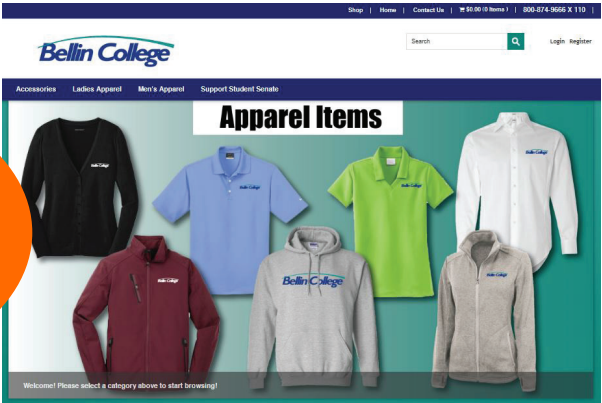 Shop | Home | Contact Us | $0.00 (0 Items) | 800-874-9666 X 110 |
Bellin College
Search
Login Register
Accessories Ladies Apparel Men's Apparel Support Student Senate
Apparel Items
Bellin College
Bellin College
Bellin College
Bellin College
Bellin College
Bellin College
Bellin College
Welcome! Please select a category above to start browsing!